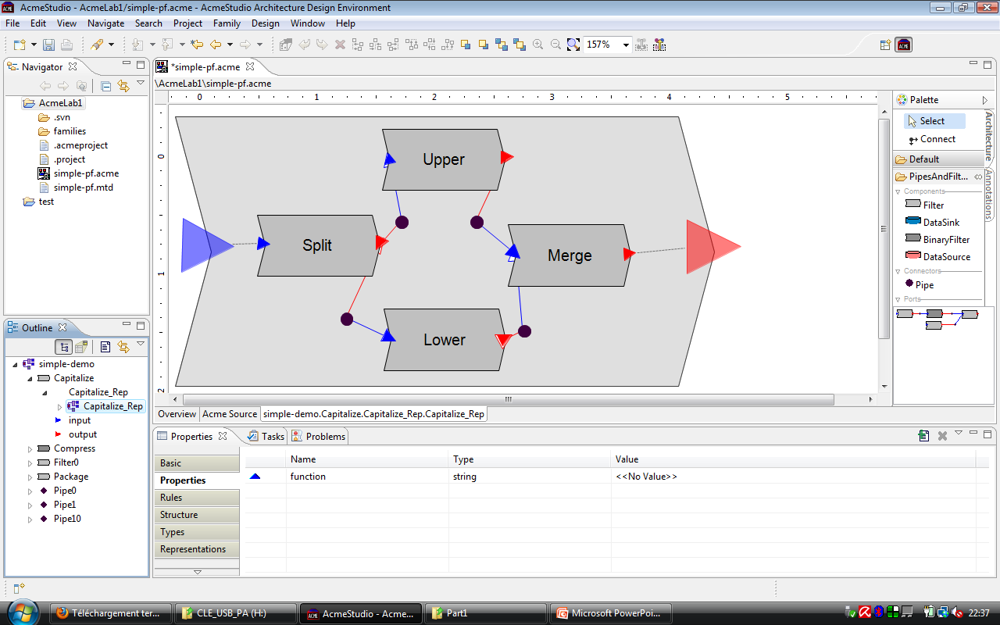 AcmeStudio - AcmeLab1/simple-pf.acme - AcmeStudio Architecture Design Environment
File Edit View Navigate Search Project Family Design Window Help
157%
Navigator
AcmeLab1
.svn
families
.acmeproject
.project
simple-pf.acme
simple-pf.mtd
test
*simple-pf.acme
\AcmeLab1\simple-pf.acme
0 1 2 3 4 5
0
1
2
Upper
Split
Merge
Lower
Palette
Select
Connect
Default
PipesAndFilt...
Components
Filter
DataSink
BinaryFilter
DataSource
Connectors
Pipe
Ports
Architecture
Annotations
Outline
simple-demo
Capitalize
Capitalize_Rep
Capitalize_Rep
input
output
Compress
Filter0
Package
Pipe0
Pipe1
Pipe10
Overview Acme Source simple-demo.Capitalize.Capitalize_Rep.Capitalize_Rep
Properties Tasks Problems
Basic
Properties
Rules
Structure
Types
Representations
Name Type Value
function string <<No Value>>
Téléchargement ter... CLE_USB_PA (H:) AcmeStudio - Acme... Part1 Microsoft PowerPoi... 22:37